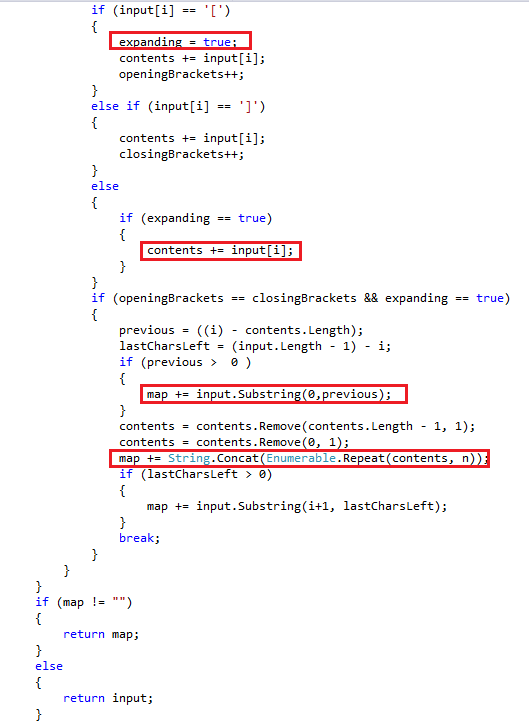 if (input[i] == '[')
{
expanding = true;
contents += input[i];
openingBrackets++;
}
else if (input[i] == ']')
{
contents += input[i];
closingBrackets++;
}
else
{
if (expanding == true)
{
contents += input[i];
}
}
if (openingBrackets == closingBrackets && expanding == true)
{
previous = ((i) - contents.Length);
lastCharsLeft = (input.Length - 1) - i;
if (previous >  0 )
{
map += input.Substring(0,previous);
}
contents = contents.Remove(contents.Length - 1, 1);
contents = contents.Remove(0, 1);
map += String.Concat(Enumerable.Repeat(contents, n));
if (lastCharsLeft > 0)
{
map += input.Substring(i+1, lastCharsLeft);
}
break;
}
}
}
if (map != "")
{
return map;
}
else
{
return input;
}